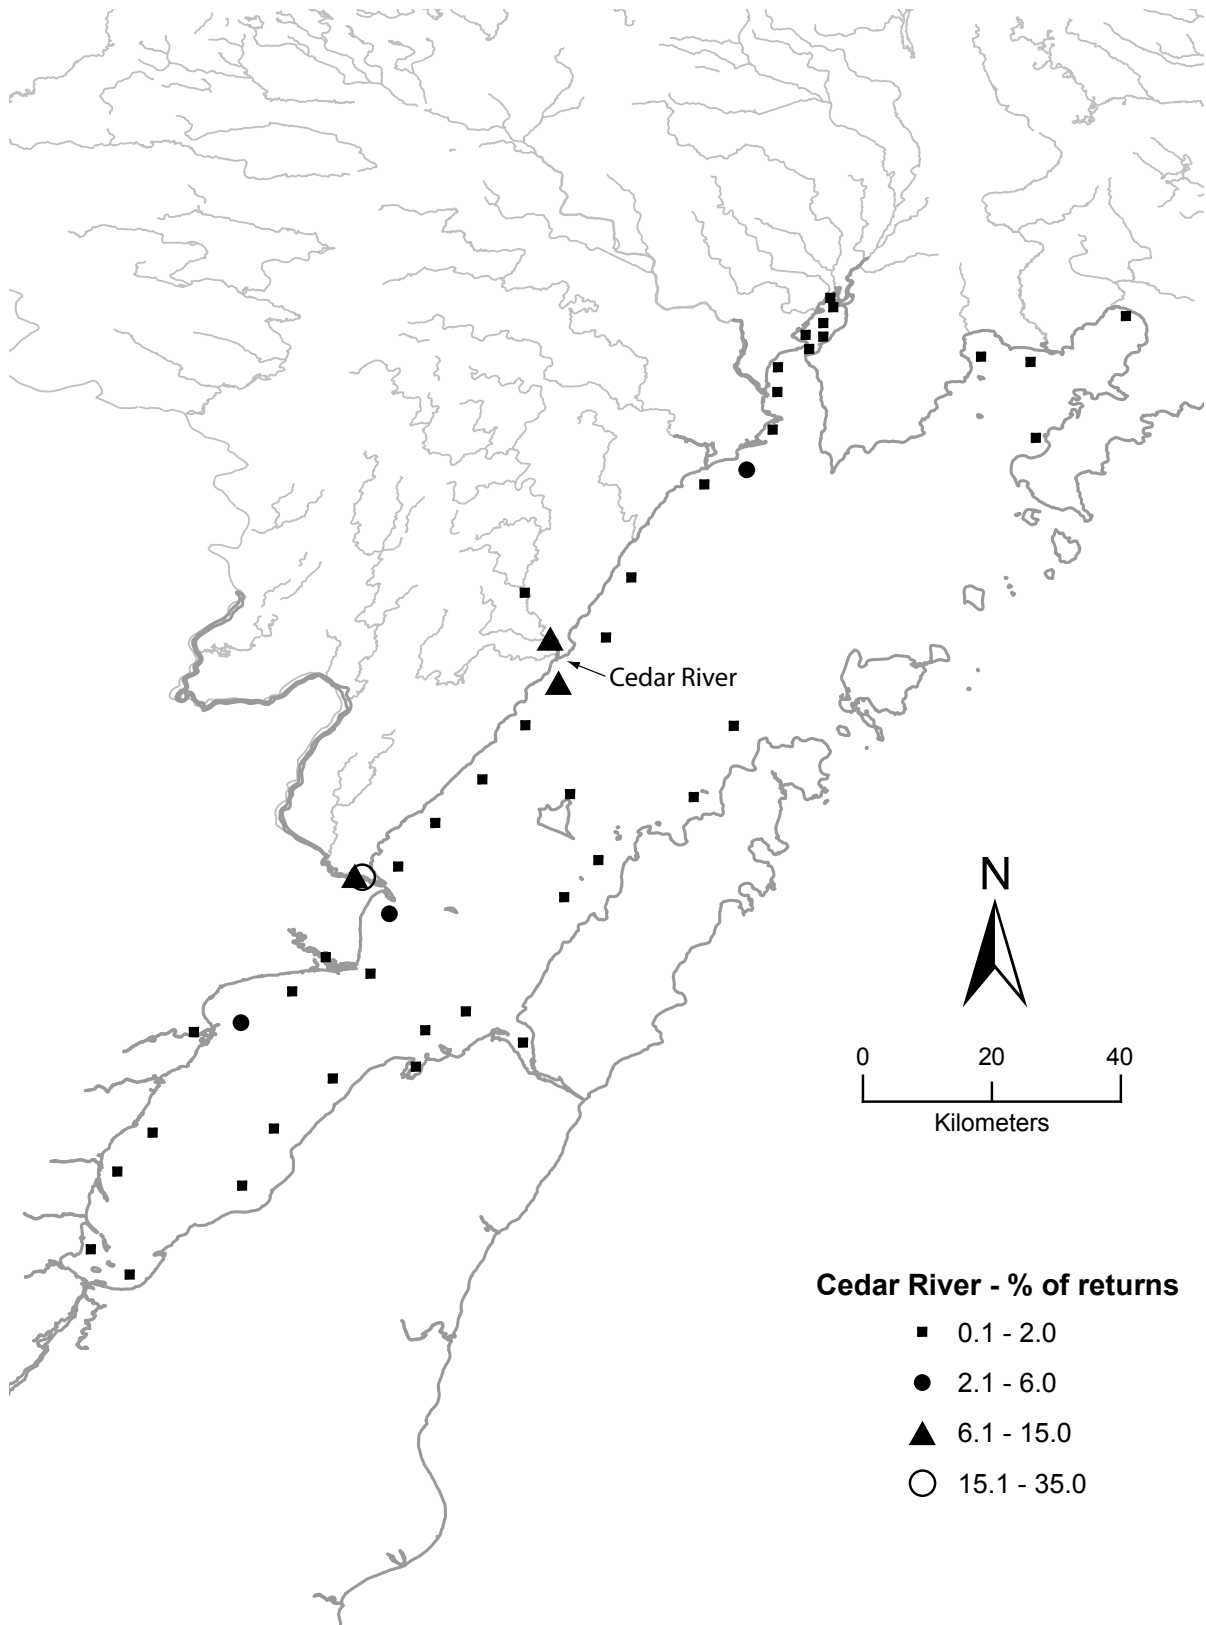 Cedar River
N
0 20 40
Kilometers
Cedar River - % of returns
0.1 - 2.0
2.1 - 6.0
6.1 - 15.0
15.1 - 35.0